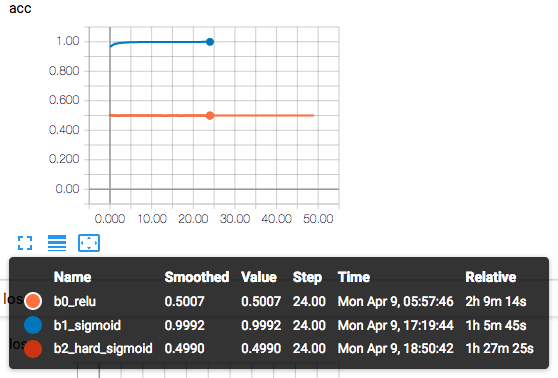 acc
1.00
0.800
0.600
0.400
0.200
0.00
0.000 10.00 20.00 30.00 40.00 50.00
Name Smoothed Value Step Time Relative
los
b0_relu 0.5007 0.5007 24.00 Mon Apr 9, 05:57:46 2h 9m 14s
b1_sigmoid 0.9992 0.9992 24.00 Mon Apr 9, 17:19:44 1h 5m 45s
los
b2_hard_sigmoid 0.4990 0.4990 24.00 Mon Apr 9, 18:50:42 1h 27m 25s